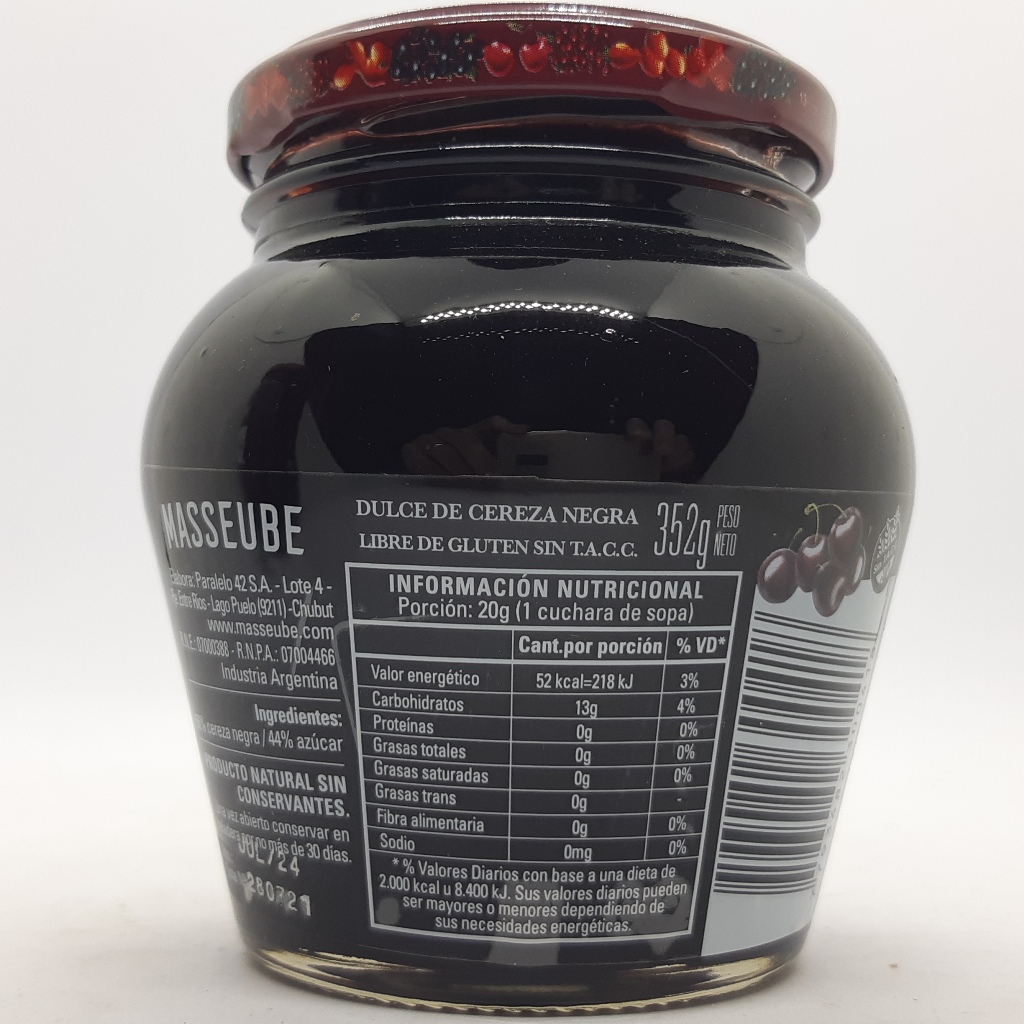 MASSEUBE
Elabora: Paralelo 42 S.A. - Lote 4 -
Entre Ríos - Lago Puelo (9211) - Chubut
www.masseube.com
R.N.E.: 07000388 - R.N.P.A.: 07004466
Industria Argentina
Ingredientes:
cereza negra / 44% azúcar
PRODUCTO NATURAL SIN
CONSERVANTES.
vez abierto conservar en
por no más de 30 días.
JUL/24
280721
DULCE DE CEREZA NEGRA
LIBRE DE GLUTEN SIN T.A.C.C.
352g PESO NETO
INFORMACIÓN NUTRICIONAL
Porción: 20g (1 cuchara de sopa)
Cant.por porción % VD*
Valor energético 52 kcal=218 kJ 3%
Carbohidratos 13g 4%
Proteínas 0g 0%
Grasas totales 0g 0%
Grasas saturadas 0g 0%
Grasas trans 0g
Fibra alimentaria 0g 0%
Sodio 0mg 0%
* % Valores Diarios con base a una dieta de
2.000 kcal u 8.400 kJ. Sus valores diarios pueden
ser mayores o menores dependiendo de
sus necesidades energéticas.